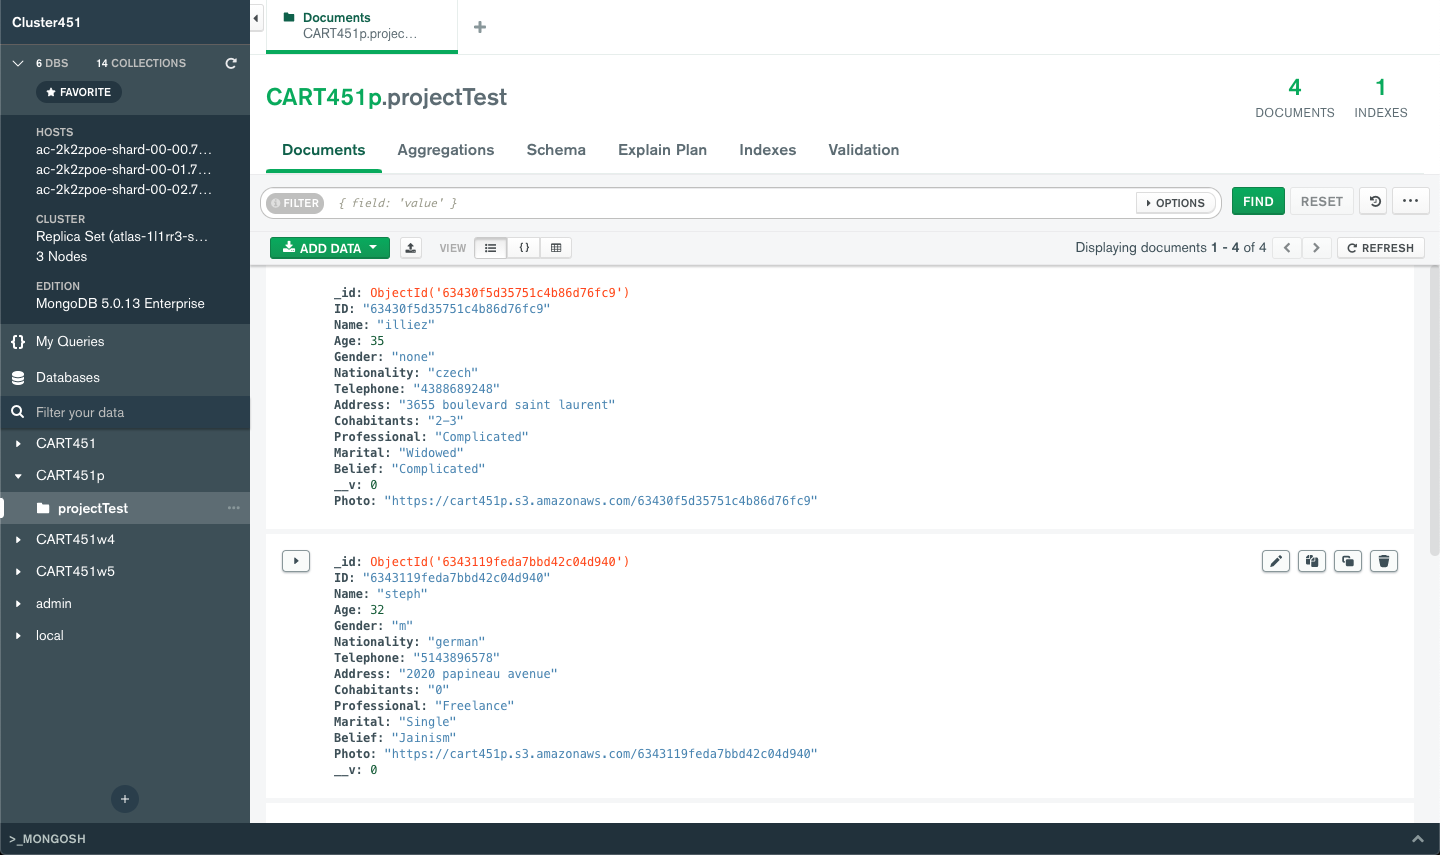 Cluster451
6 DBS 14 COLLECTIONS
FAVORITE
HOSTS
ac-2k2zpoe-shard-00-00.7...
ac-2k2zpoe-shard-00-01.7...
ac-2k2zpoe-shard-00-02.7...
CLUSTER
Replica Set (atlas-1l1rr3-s...
3 Nodes
EDITION
MongoDB 5.0.13 Enterprise
{} My Queries
Databases
Filter your data
CART451
CART451p
projectTest
CART451w4
CART451w5
admin
local
+
>_MONGOSH
Documents
CART451p.projec...
+
CART451p.projectTest
4
DOCUMENTS
1
INDEXES
Documents Aggregations Schema Explain Plan Indexes Validation
FILTER { field: 'value' } OPTIONS FIND RESET
ADD DATA VIEW {} Displaying documents 1 - 4 of 4 REFRESH
_id: ObjectId('63430f5d35751c4b86d76fc9')
ID: "63430f5d35751c4b86d76fc9"
Name: "illiez"
Age: 35
Gender: "none"
Nationality: "czech"
Telephone: "4388689248"
Address: "3655 boulevard saint laurent"
Cohabitants: "2-3"
Professional: "Complicated"
Marital: "Widowed"
Belief: "Complicated"
__v: 0
Photo: "https://cart451p.s3.amazonaws.com/63430f5d35751c4b86d76fc9"
_id: ObjectId('6343119feda7bbd42c04d940')
ID: "6343119feda7bbd42c04d940"
Name: "steph"
Age: 32
Gender: "m"
Nationality: "german"
Telephone: "5143896578"
Address: "2020 papineau avenue"
Cohabitants: "0"
Professional: "Freelance"
Marital: "Single"
Belief: "Jainism"
Photo: "https://cart451p.s3.amazonaws.com/6343119feda7bbd42c04d940"
__v: 0